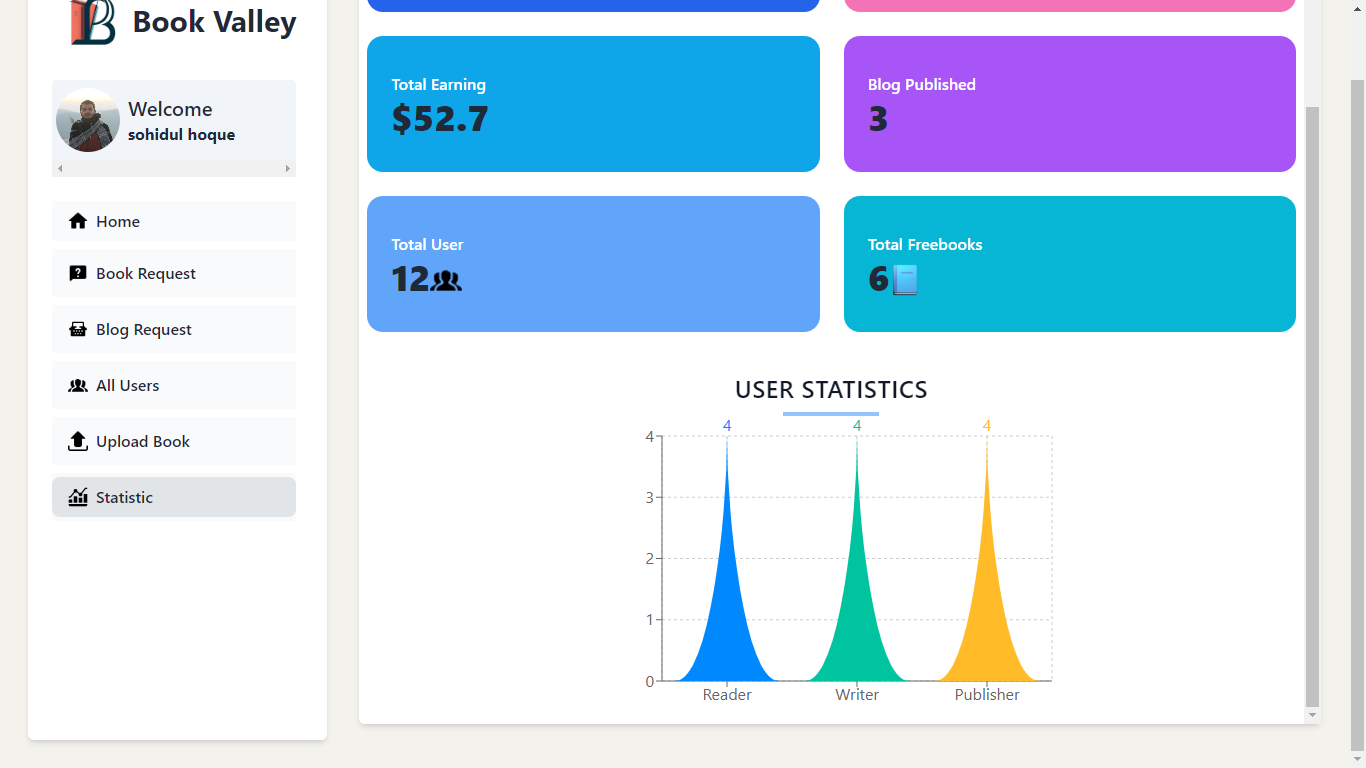 Book Valley
Welcome
sohidul hoque
Home
Book Request
Blog Request
All Users
Upload Book
Statistic
Total Earning
$52.7
Blog Published
3
Total User
12
Total Freebooks
6
USER STATISTICS
4 4 4
4
3
2
1
0
Reader Writer Publisher